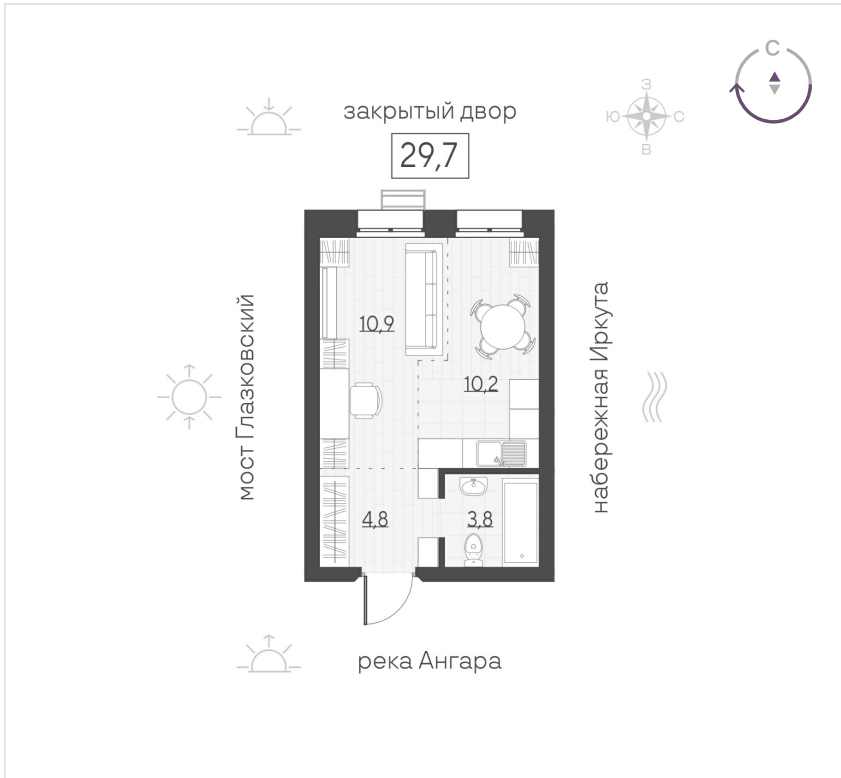 С
закрытый двор
З
Ю
С
В
29,7
мост Глазковский
10,9
10,2
набережная Иркута
4,8
3,8
река Ангара